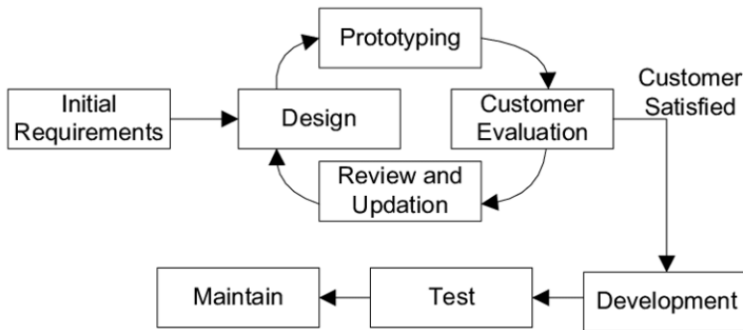 Prototyping
Initial
Requirements
Design
Customer
Evaluation
Customer
Satisfied
Review and
Updation
Maintain
Test
Development